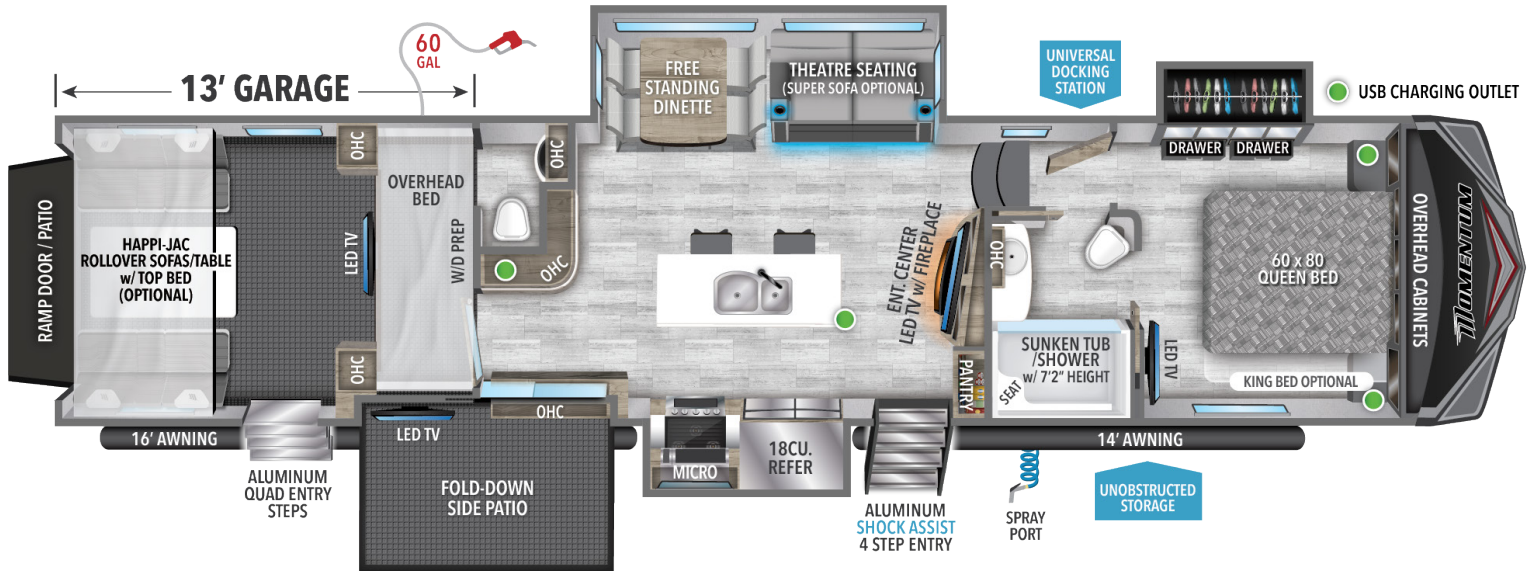 60
GAL
13' GARAGE
FREE
STANDING
DINETTE
THEATRE SEATING
(SUPER SOFA OPTIONAL)
UNIVERSAL
DOCKING
STATION
USB CHARGING OUTLET
DRAWER
DRAWER
OHC
OVERHEAD
BED
OHC
RAMP DOOR / PATIO
HAPPI-JAC
ROLLOVER SOFAS/TABLE
w/ TOP BED
(OPTIONAL)
LED TV
W/D PREP
OHC
ENT. CENTER
LED TV w/ FIREPLACE
OHC
60 x 80
QUEEN BED
OVERHEAD CABINETS
MOMENTUM
OHC
PANTRY
SUNKEN TUB
/SHOWER
w/ 7'2" HEIGHT
SEAT
LED TV
KING BED OPTIONAL
16' AWNING
LED TV
OHC
MICRO
18CU.
REFER
14' AWNING
ALUMINUM
QUAD ENTRY
STEPS
FOLD-DOWN
SIDE PATIO
ALUMINUM
SHOCK ASSIST
4 STEP ENTRY
SPRAY
PORT
UNOBSTRUCTED
STORAGE